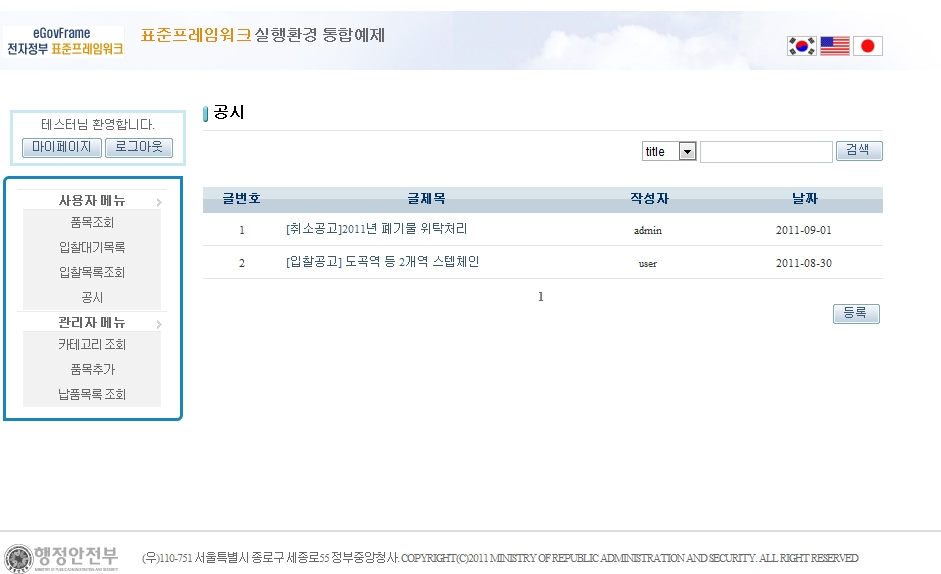 eGovFrame
전자정부 표준프레임워크
표준프레임워크 실행환경 통합예제
테스터님 환영합니다.
마이페이지 로그아웃
사용자 메뉴
품목조회
입찰대기목록
입찰목록조회
공시
관리자 메뉴
카테고리 조회
품목추가
납품목록 조회
공시
title 검색
글번호 글제목 작성자 날짜
1 [취소공고]2011년 폐기물 위탁처리 admin 2011-09-01
2 [입찰공고] 도곡역 등 2개역 스텝체인 user 2011-08-30
1
등록
행정안전부
MINISTRY OF PUBLIC ADMINISTRATION AND SECURITY
(우)110-751 서울특별시 종로구 세종로55 정부중앙청사. COPYRIGHT(C)2011 MINISTRY OF REPUBLIC ADMINISTRATION AND SECURITY. ALL RIGHT RESERVED